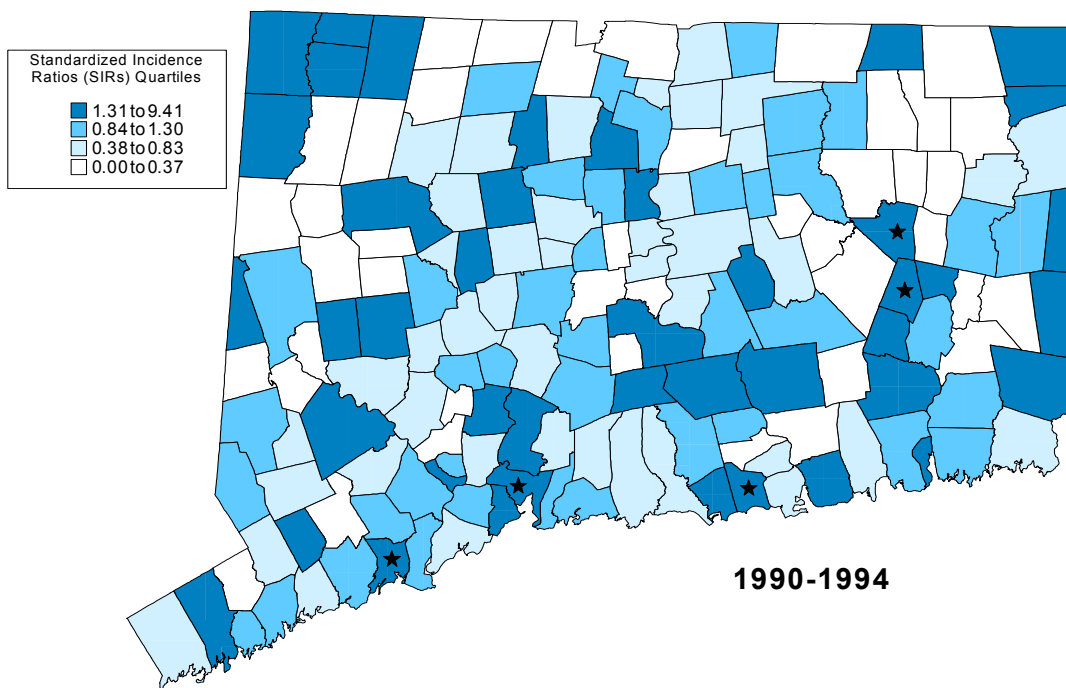 Standardized Incidence
Ratios (SIRs) Quartiles
1.31 to 9.41
0.84 to 1.30
0.38 to 0.83
0.00 to 0.37
1990-1994